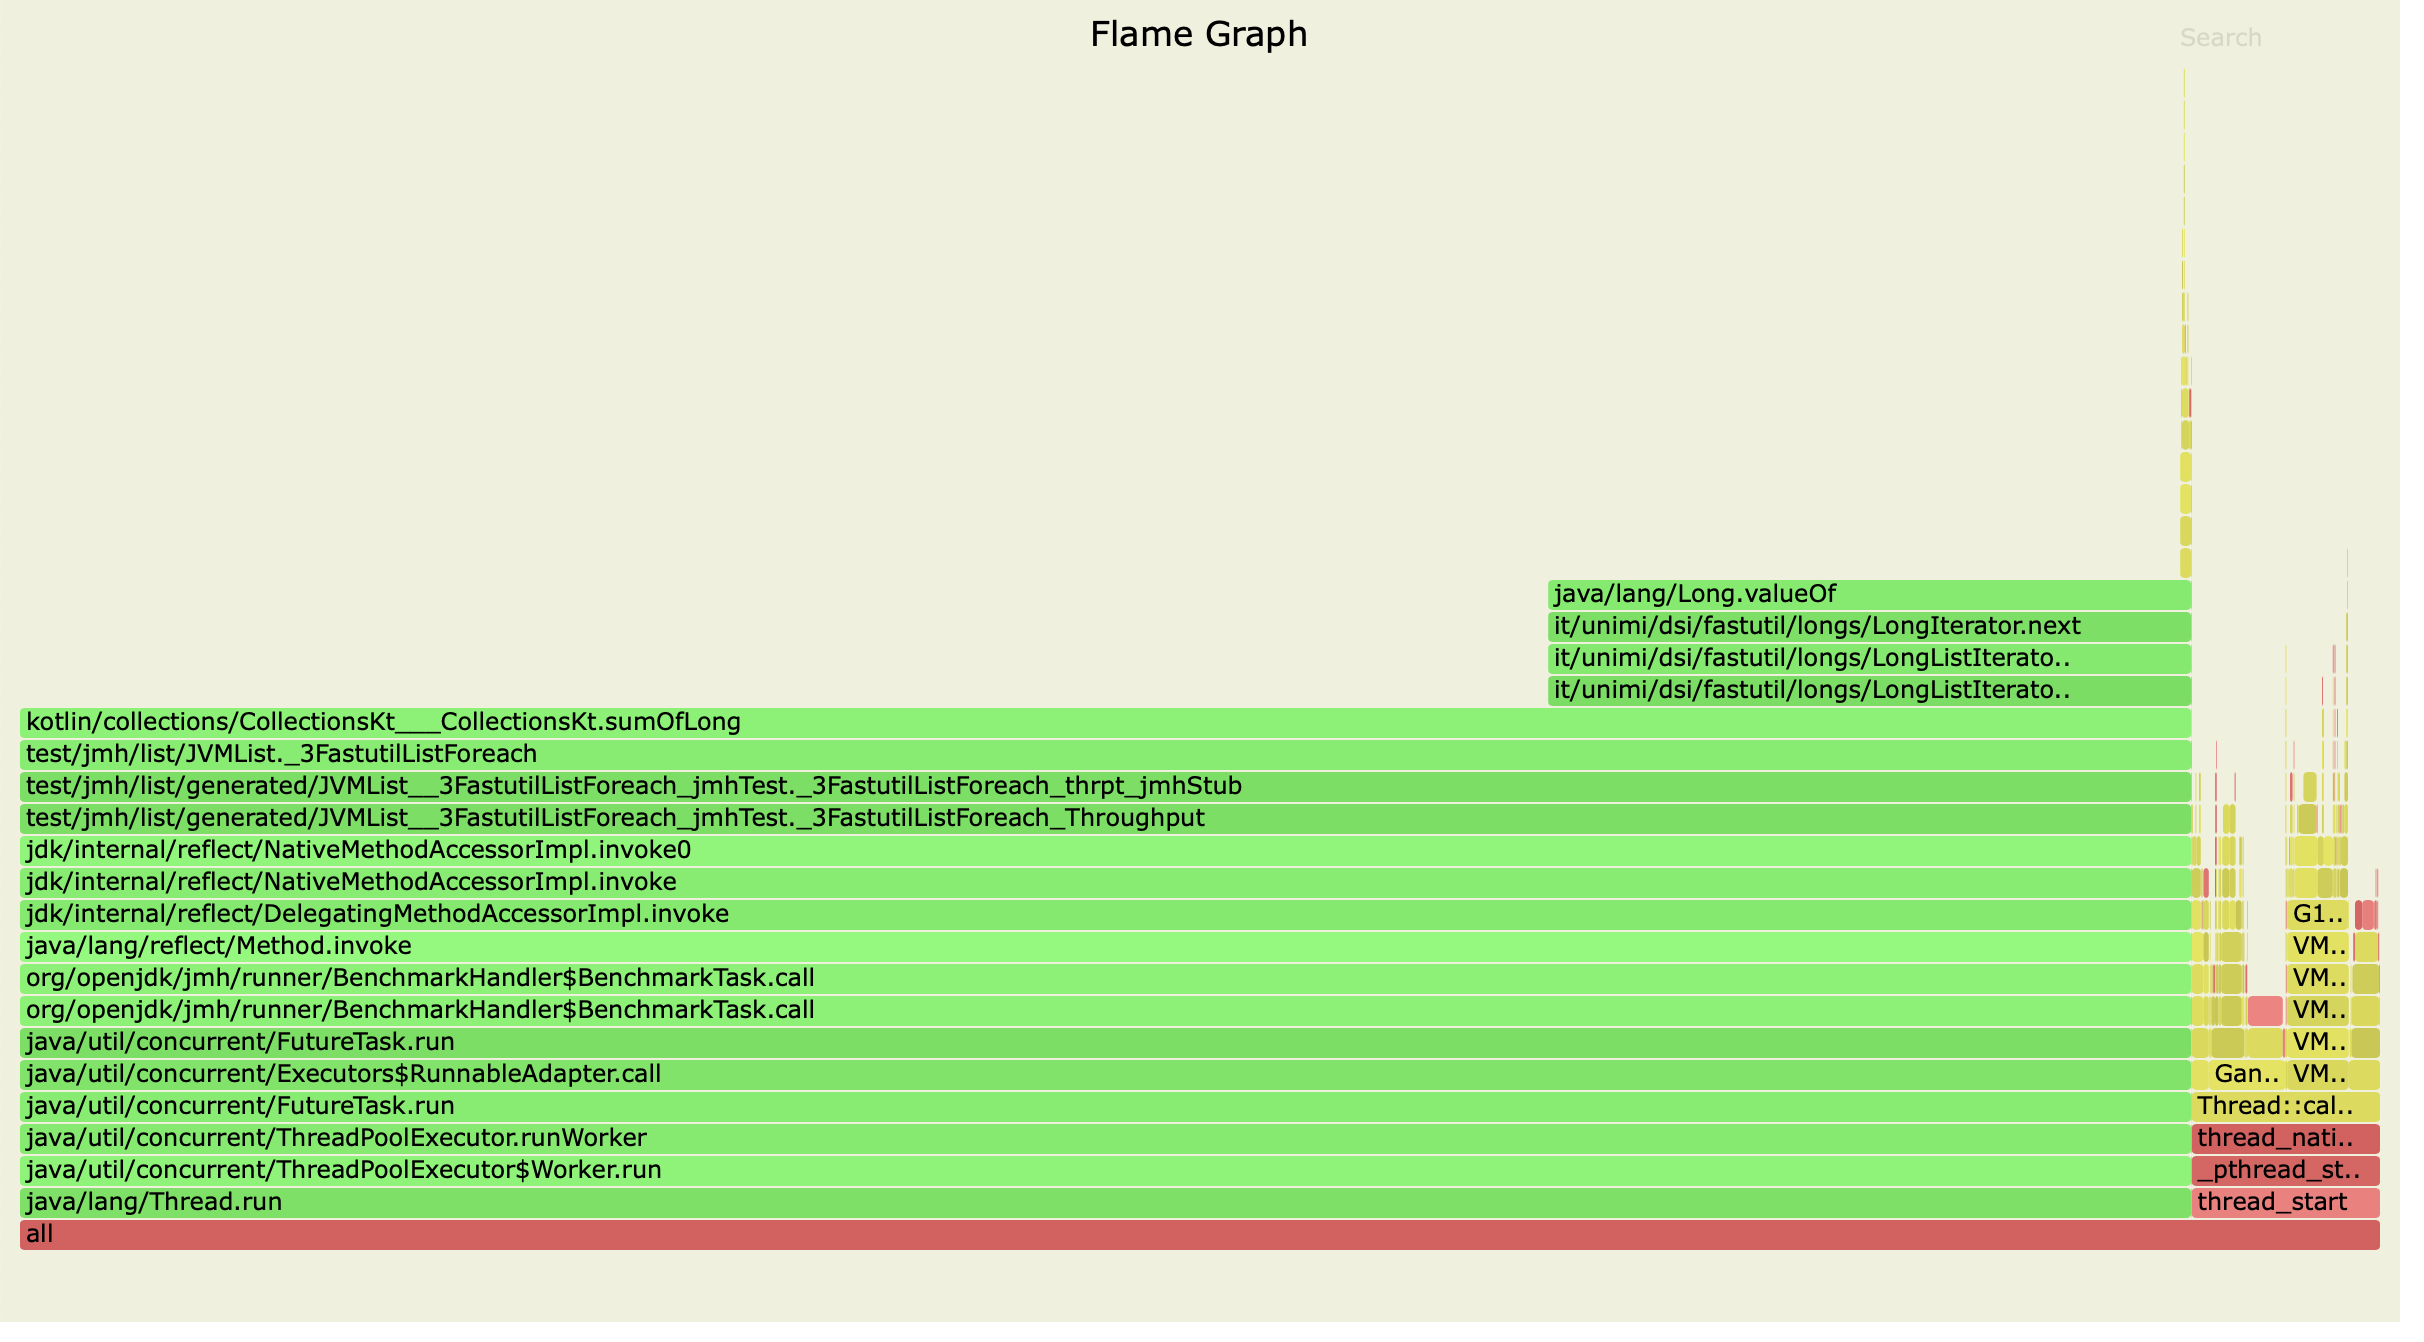 Flame Graph
Search
java/lang/Long.valueOf
it/unimi/dsi/fastutil/longs/LongIterator.next
it/unimi/dsi/fastutil/longs/LongListIterato..
it/unimi/dsi/fastutil/longs/LongListIterato..
kotlin/collections/CollectionsKt___CollectionsKt.sumOfLong
test/jmh/list/JVMList._3FastutilListForeach
test/jmh/list/generated/JVMList__3FastutilListForeach_jmhTest._3FastutilListForeach_thrpt_jmhStub
test/jmh/list/generated/JVMList__3FastutilListForeach_jmhTest._3FastutilListForeach_Throughput
jdk/internal/reflect/NativeMethodAccessorImpl.invoke0
jdk/internal/reflect/NativeMethodAccessorImpl.invoke
jdk/internal/reflect/DelegatingMethodAccessorImpl.invoke G1..
java/lang/reflect/Method.invoke VM..
org/openjdk/jmh/runner/BenchmarkHandler$BenchmarkTask.call VM..
org/openjdk/jmh/runner/BenchmarkHandler$BenchmarkTask.call VM..
java/util/concurrent/FutureTask.run VM..
java/util/concurrent/Executors$RunnableAdapter.call Gan.. VM..
java/util/concurrent/FutureTask.run Thread::cal..
java/util/concurrent/ThreadPoolExecutor.runWorker thread_nati..
java/util/concurrent/ThreadPoolExecutor$Worker.run _pthread_st..
java/lang/Thread.run thread_start
all